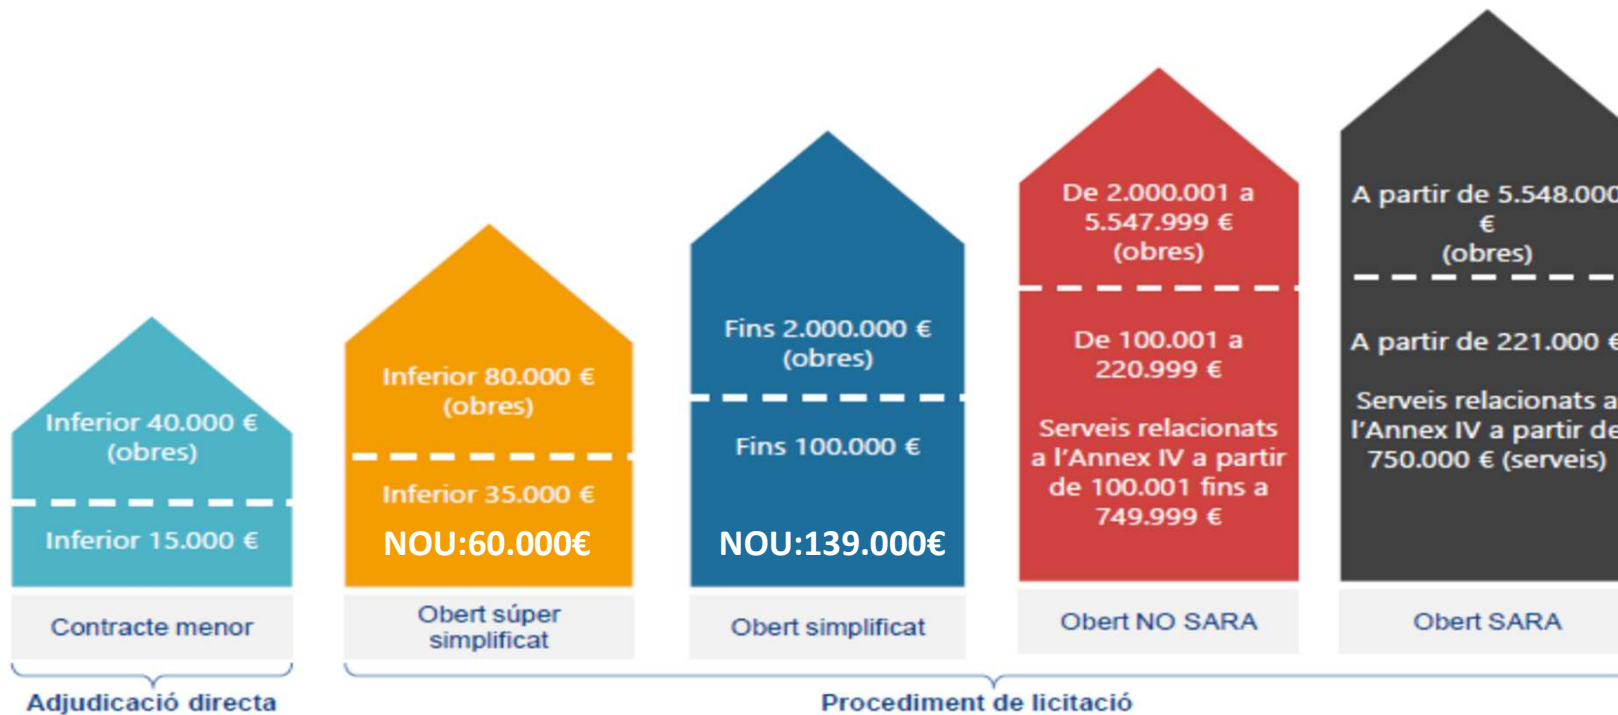 Inferior 40.000 €
(obres)
Inferior 15.000 €
Contracte menor
Adjudicació directa
Inferior 80.000 €
(obres)
Inferior 35.000 €
NOU:60.000€
Obert súper
simplificat
Fins 2.000.000 €
(obres)
Fins 100.000 €
NOU:139.000€
Obert simplificat
De 2.000.001 a
5.547.999 €
(obres)
De 100.001 a
220.999 €
Serveis relacionats
a l'Annex IV a partir
de 100.001 fins a
749.999 €
Obert NO SARA
A partir de 5.548.000
€
(obres)
A partir de 221.000 €
Serveis relacionats a
l'Annex IV a partir de
750.000 € (serveis)
Obert SARA
Procediment de licitació